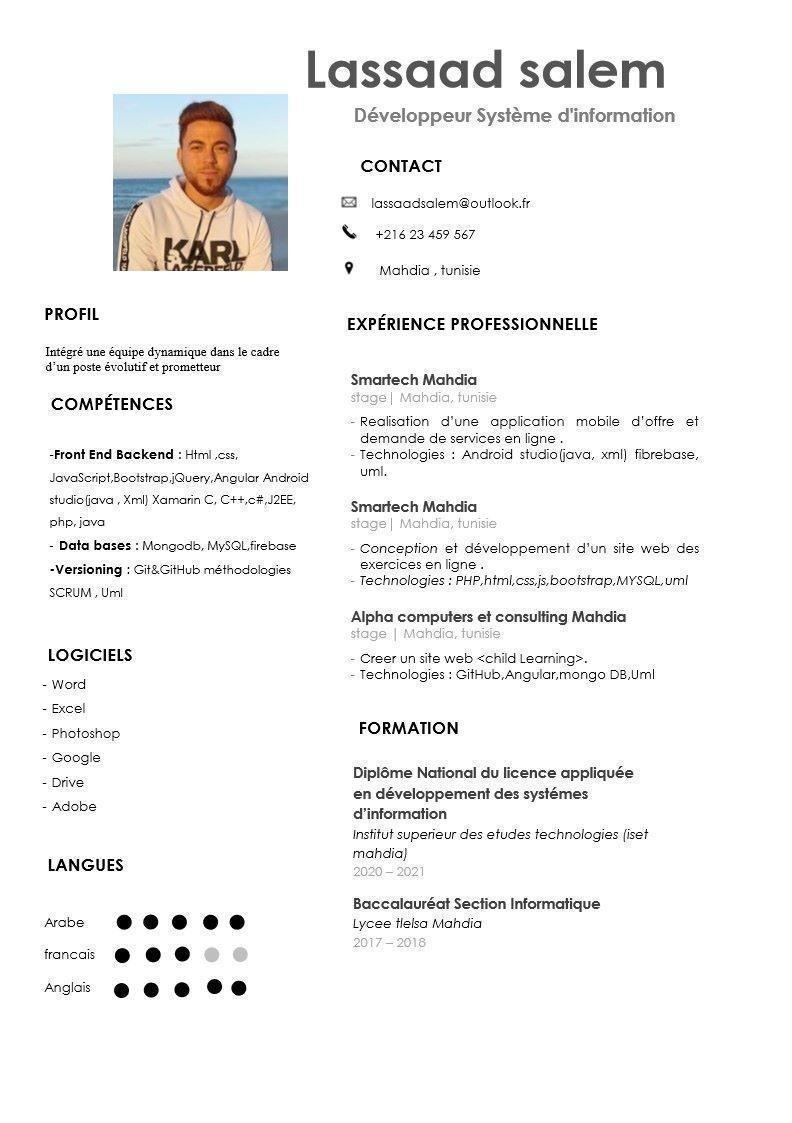 Lassaad salem
Développeur Système d'information
CONTACT
lassaadsalem@outlook.fr
+216 23 459 567
Mahdia , tunisie
KARL
LAGERFELD
PROFIL
Intégré une équipe dynamique dans le cadre
d’un poste évolutif et prometteur
COMPÉTENCES
-Front End Backend : Html ,css,
JavaScript,Bootstrap,jQuery,Angular Android
studio(java , Xml) Xamarin C, C++,c#,J2EE,
php, java
- Data bases : Mongodb, MySQL,firebase
-Versioning : Git&GitHub méthodologies
SCRUM , Uml
LOGICIELS
- Word
- Excel
- Photoshop
- Google
- Drive
- Adobe
LANGUES
Arabe
francais
Anglais
EXPÉRIENCE PROFESSIONNELLE
Smartech Mahdia
stage| Mahdia, tunisie
- Realisation d’une application mobile d’offre et
demande de services en ligne .
- Technologies : Android studio(java, xml) fibrebase,
uml.
Smartech Mahdia
stage| Mahdia, tunisie
- Conception et développement d’un site web des
exercices en ligne .
- Technologies : PHP,html,css,js,bootstrap,MYSQL,uml
Alpha computers et consulting Mahdia
stage | Mahdia, tunisie
- Creer un site web <child Learning>.
- Technologies : GitHub,Angular,mongo DB,Uml
FORMATION
Diplôme National du licence appliquée
en développement des systémes
d’information
Institut superieur des etudes technologies (iset
mahdia)
2020 – 2021
Baccalauréat Section Informatique
Lycee tlelsa Mahdia
2017 – 2018